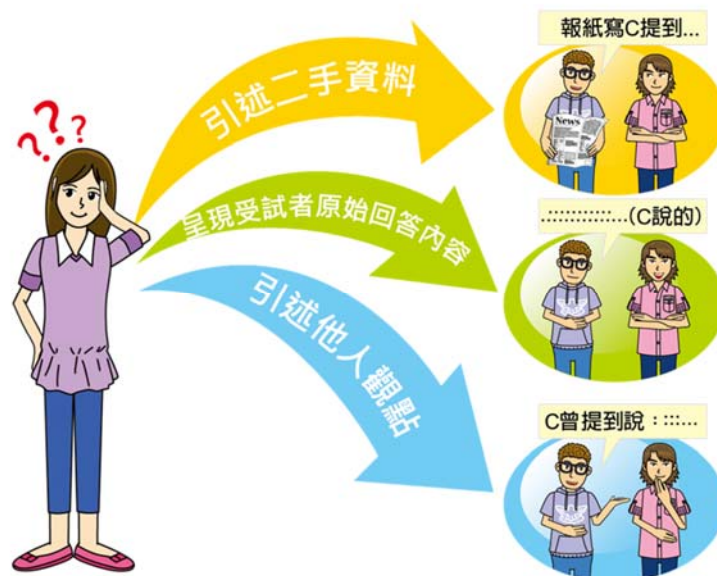 ???
引述二手資料
報紙寫C提到...
News
呈現受試者原始回答內容
.::::::::::::...(C說的)
引述他人觀點
C曾提到說：:::...